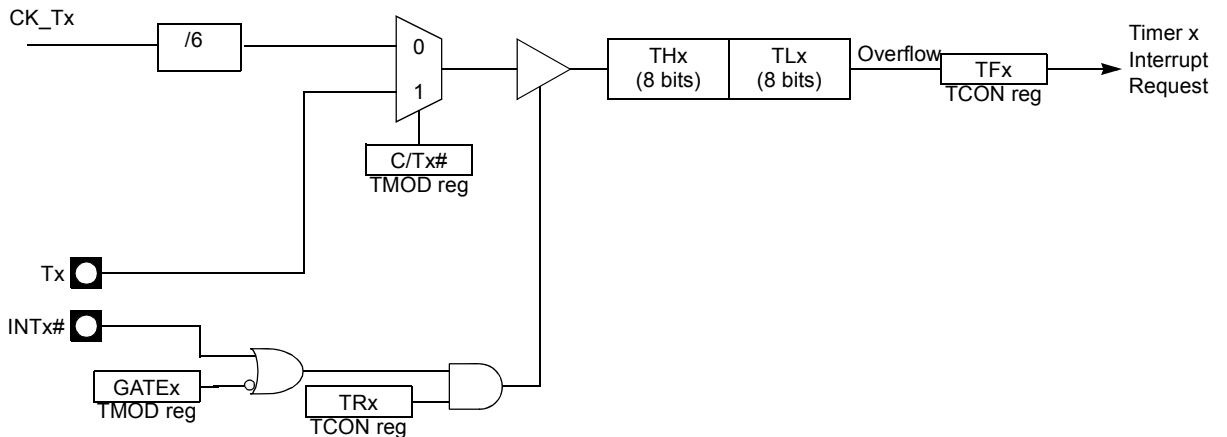 CK_Tx
/6
0
1
THx
(8 bits)
TLx
(8 bits)
Overflow
TFx
TCON reg
Timer x
Interrupt
Request
C/Tx#
TMOD reg
Tx
INTx#
GATEx
TMOD reg
TRx
TCON reg